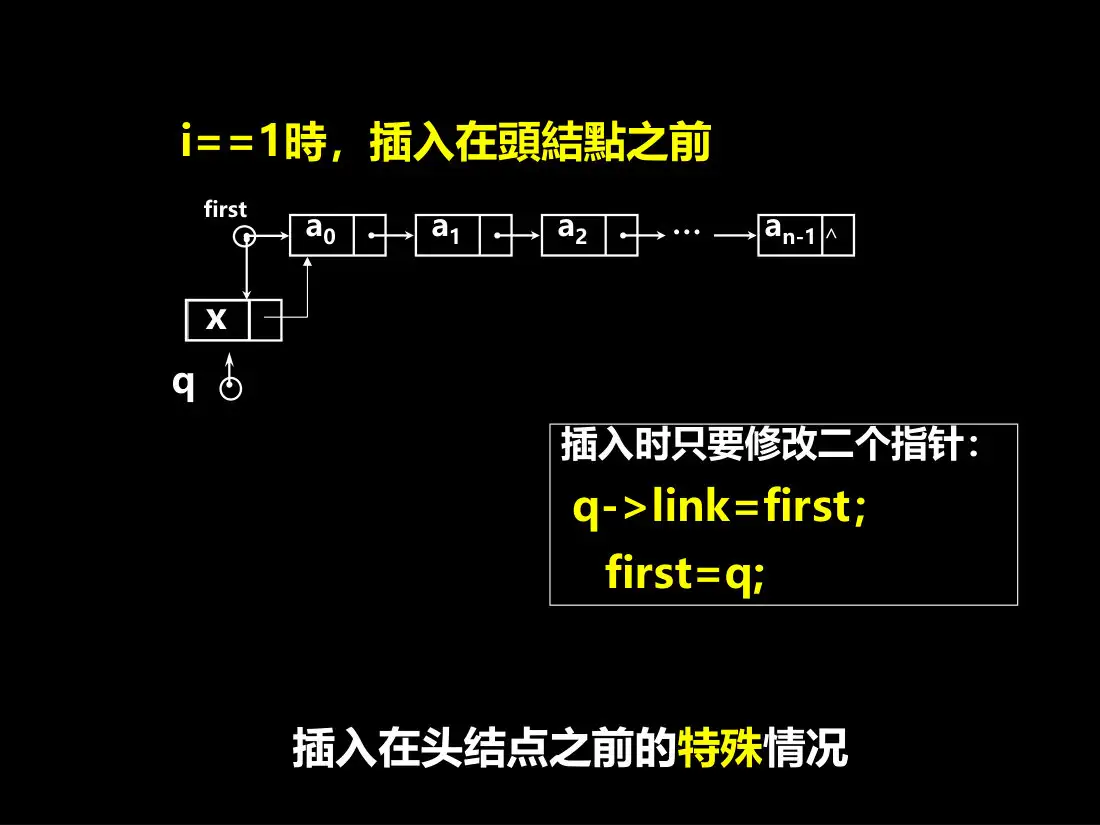 i==1時，插入在頭結點之前
first
a0 a1 a2 … an-1 ^
x
q
插入时只要修改二个指针：
q->link=first；
first=q;
插入在头结点之前的特殊情况